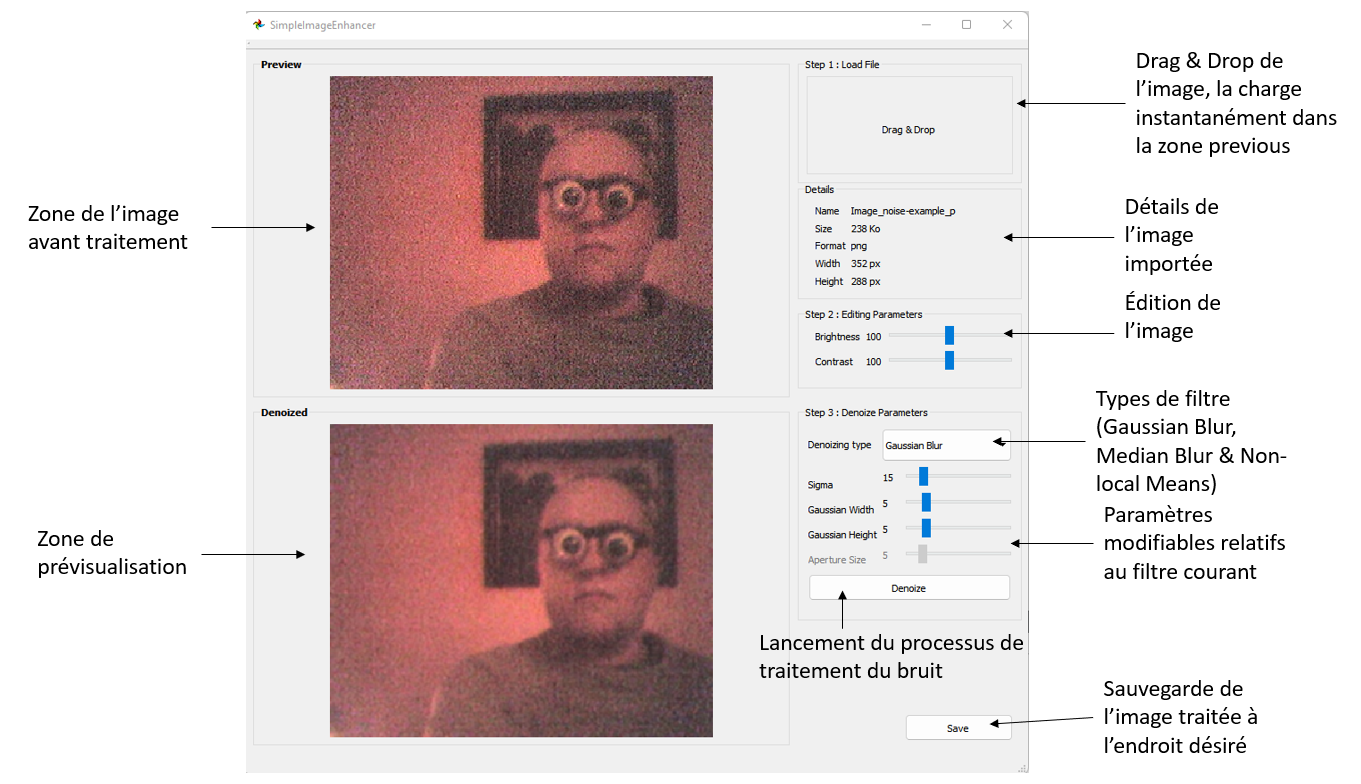 SimpleImageEnhancer
Preview
Zone de l’image
avant traitement
Denoized
Zone de
prévisualisation
Step 1 : Load File
Drag & Drop
Drag & Drop de
l’image, la charge
instantanément dans
la zone previous
Details
Name Image_noise-example_p
Size 238 Ko
Format png
Width 352 px
Height 288 px
Détails de
l’image
importée
Step 2 : Editing Parameters
Brightness 100
Contrast 100
Édition de
l’image
Step 3 : Denoize Parameters
Denoizing type Gaussian Blur
Sigma 15
Gaussian Width 5
Gaussian Height 5
Aperture Size 5
Denoize
Types de filtre
(Gaussian Blur,
Median Blur & Non-
local Means)
Paramètres
modifiables relatifs
au filtre courant
Lancement du processus de
traitement du bruit
Save
Sauvegarde de
l’image traitée à
l’endroit désiré